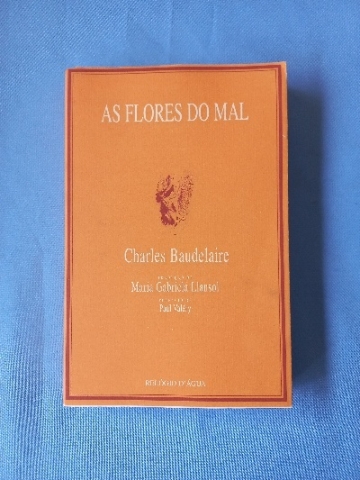 AS FLORES DO MAL
Charles Baudelaire
Maria Gabriela Llansol
Paul Valéry
RELÓGIO D'ÁGUA